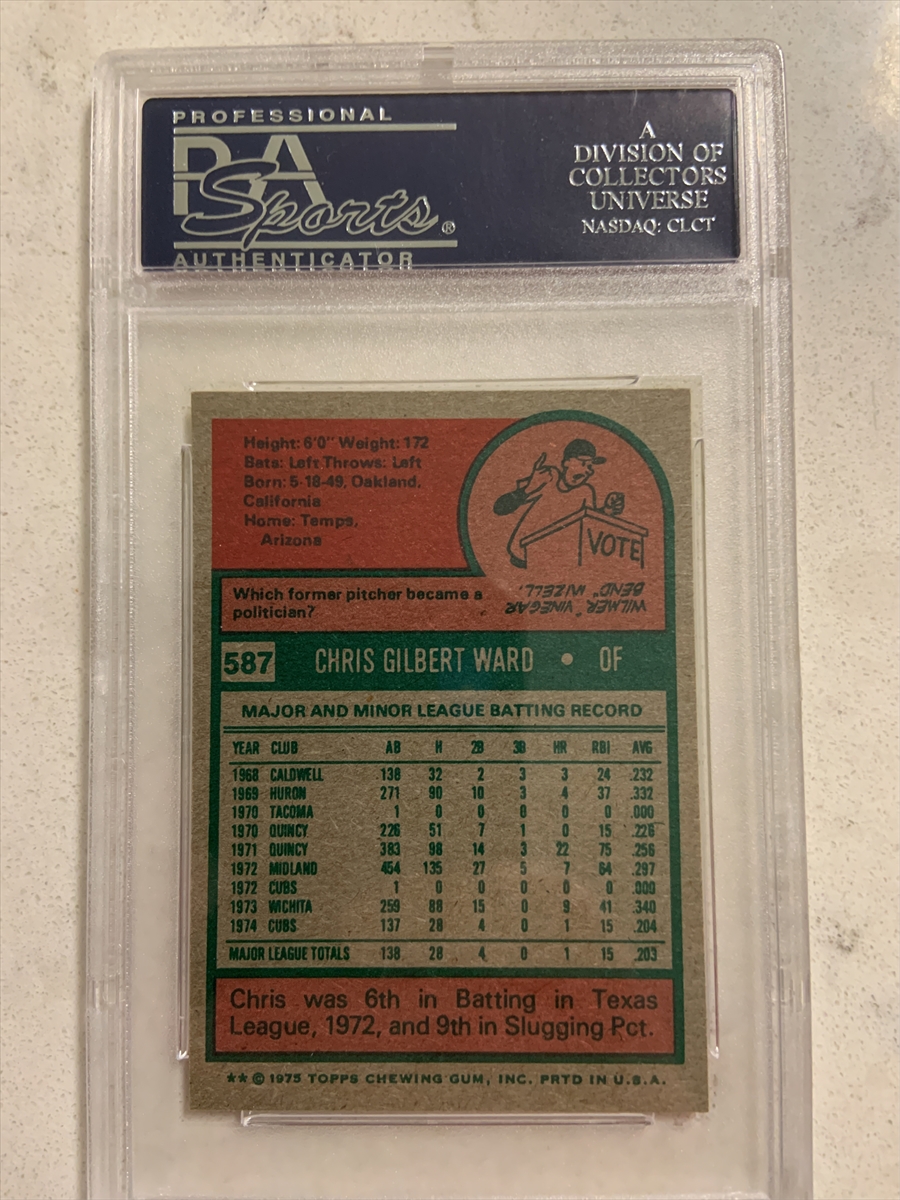 PROFESSIONAL
PSA
Sports®
AUTHENTICATOR
A
DIVISION OF
COLLECTORS
UNIVERSE
NASDAQ: CLCT
Height: 6'0" Weight: 172
Bats: Left Throws: Left
Born: 5-18-49, Oakland,
California
Home: Tempe,
Arizona
VOTE
Which former pitcher became a
politician?
WILMER "VINEGAR
BEND" MIZELL.
587 CHRIS GILBERT WARD • OF
MAJOR AND MINOR LEAGUE BATTING RECORD
YEAR CLUB AB H 2B 3B HR RBI AVG
1968 CALDWELL 138 32 2 3 3 24 .232
1969 HURON 271 90 10 3 4 37 .332
1970 TACOMA 1 0 0 0 0 0 .000
1970 QUINCY 226 51 7 1 0 15 .226
1971 QUINCY 383 98 14 3 22 75 .256
1972 MIDLAND 454 135 27 5 7 64 .297
1972 CUBS 1 0 0 0 0 0 .000
1973 WICHITA 259 88 15 0 9 41 .340
1974 CUBS 137 28 4 0 1 15 .204
MAJOR LEAGUE TOTALS 138 28 4 0 1 15 .203
Chris was 6th in Batting in Texas
League, 1972, and 9th in Slugging Pct.
** © 1975 TOPPS CHEWING GUM, INC. PRTD IN U.S.A.